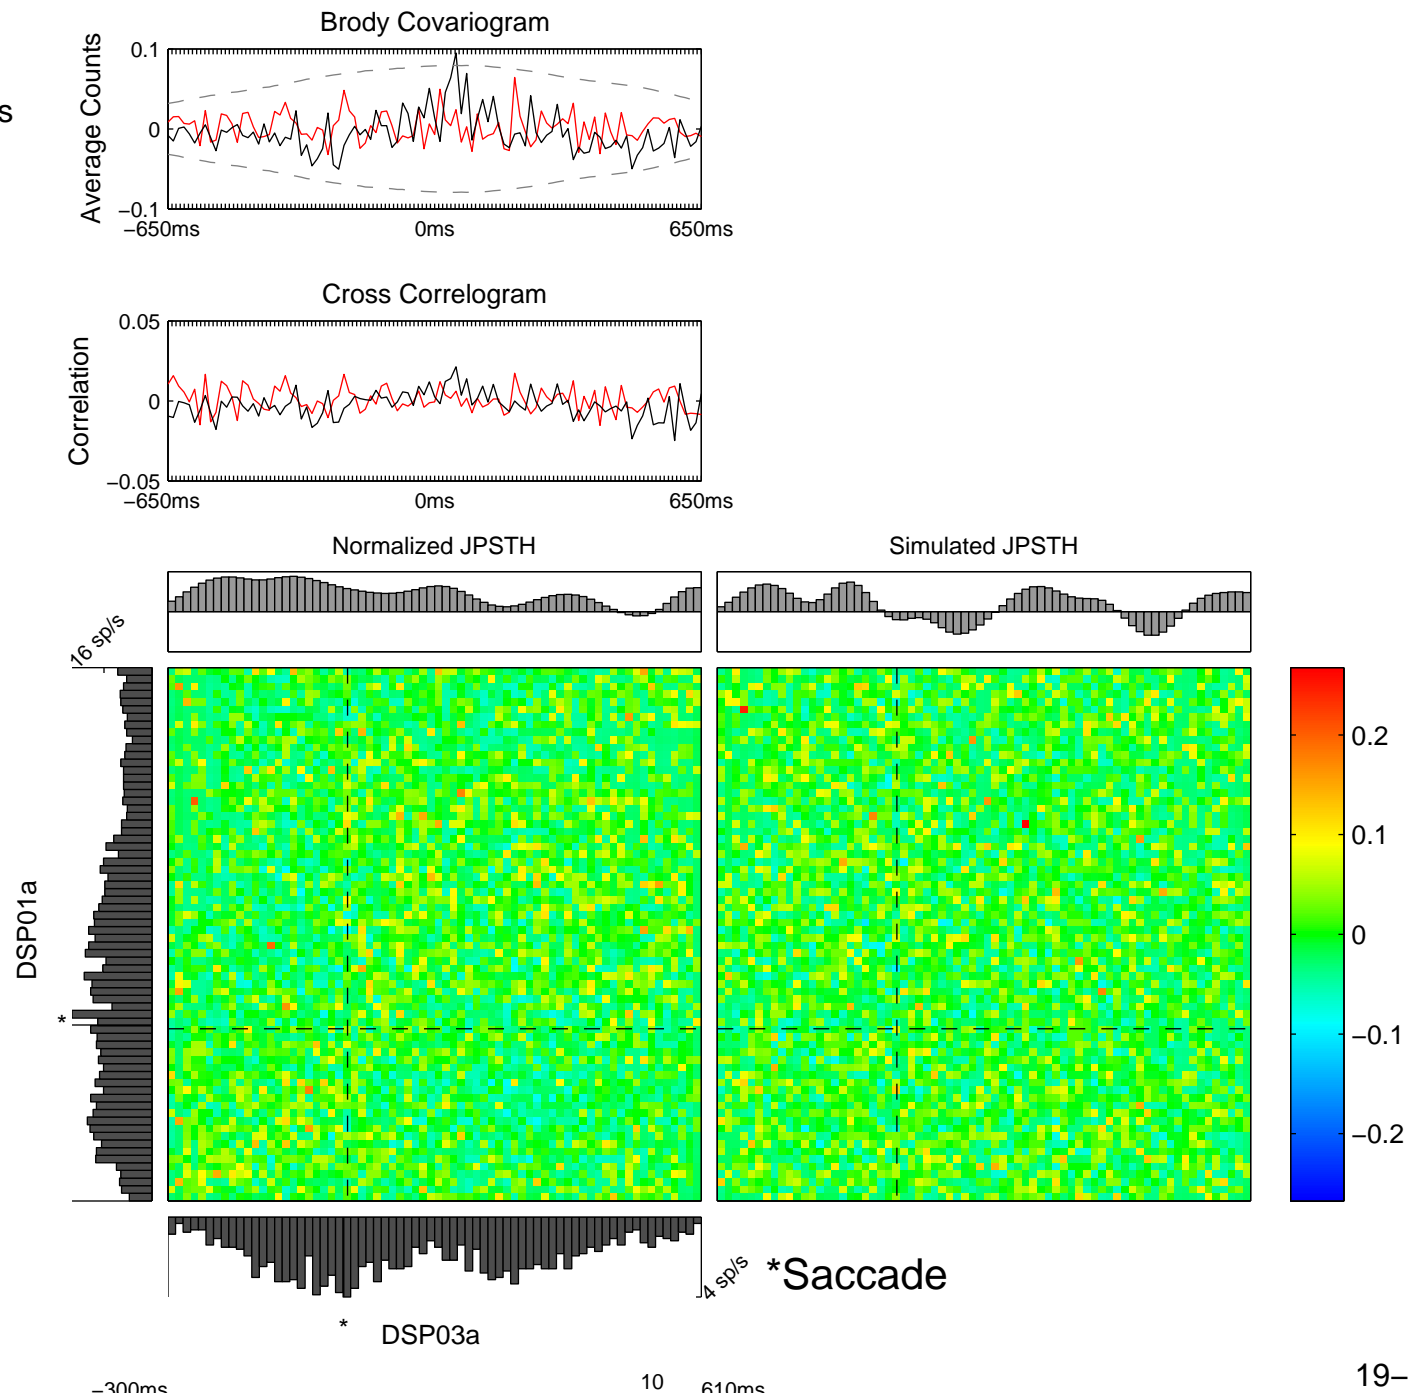 Brody Covariogram
s
Average Counts
0.1
0
−0.1
−650ms
0ms
650ms
Cross Correlogram
Correlation
0.05
0
−0.05
−650ms
0ms
650ms
Normalized JPSTH
Simulated JPSTH
16 sp/s
DSP01a
*
0.2
0.1
0
−0.1
−0.2
4 sp/s
*Saccade
*
DSP03a
−300ms
10
610ms
19−